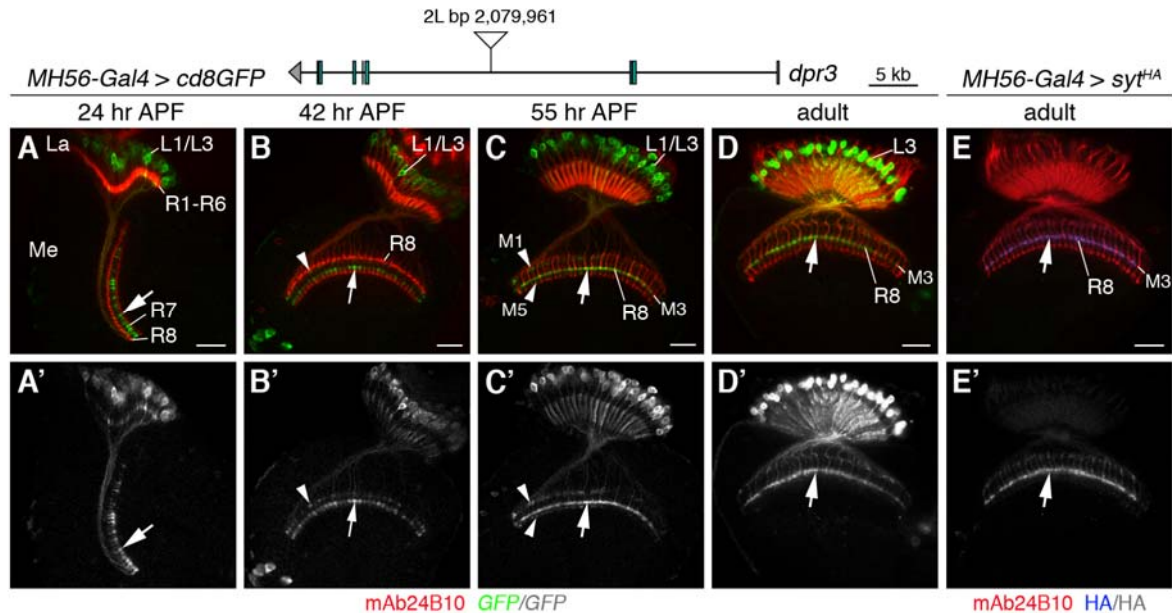 2L bp 2,079,961
MH56-Gal4 > cd8GFP
dpr3
5 kb
MH56-Gal4 > syt^HA
24 hr APF
42 hr APF
55 hr APF
adult
adult
A
La
L1/L3
R1-R6
Me
R7
R8
B
L1/L3
R8
C
L1/L3
M1
M5
R8
M3
D
L3
R8
M3
E
R8
M3
A'
B'
C'
D'
E'
mAb24B10 GFP/GFP
mAb24B10 HA/HA